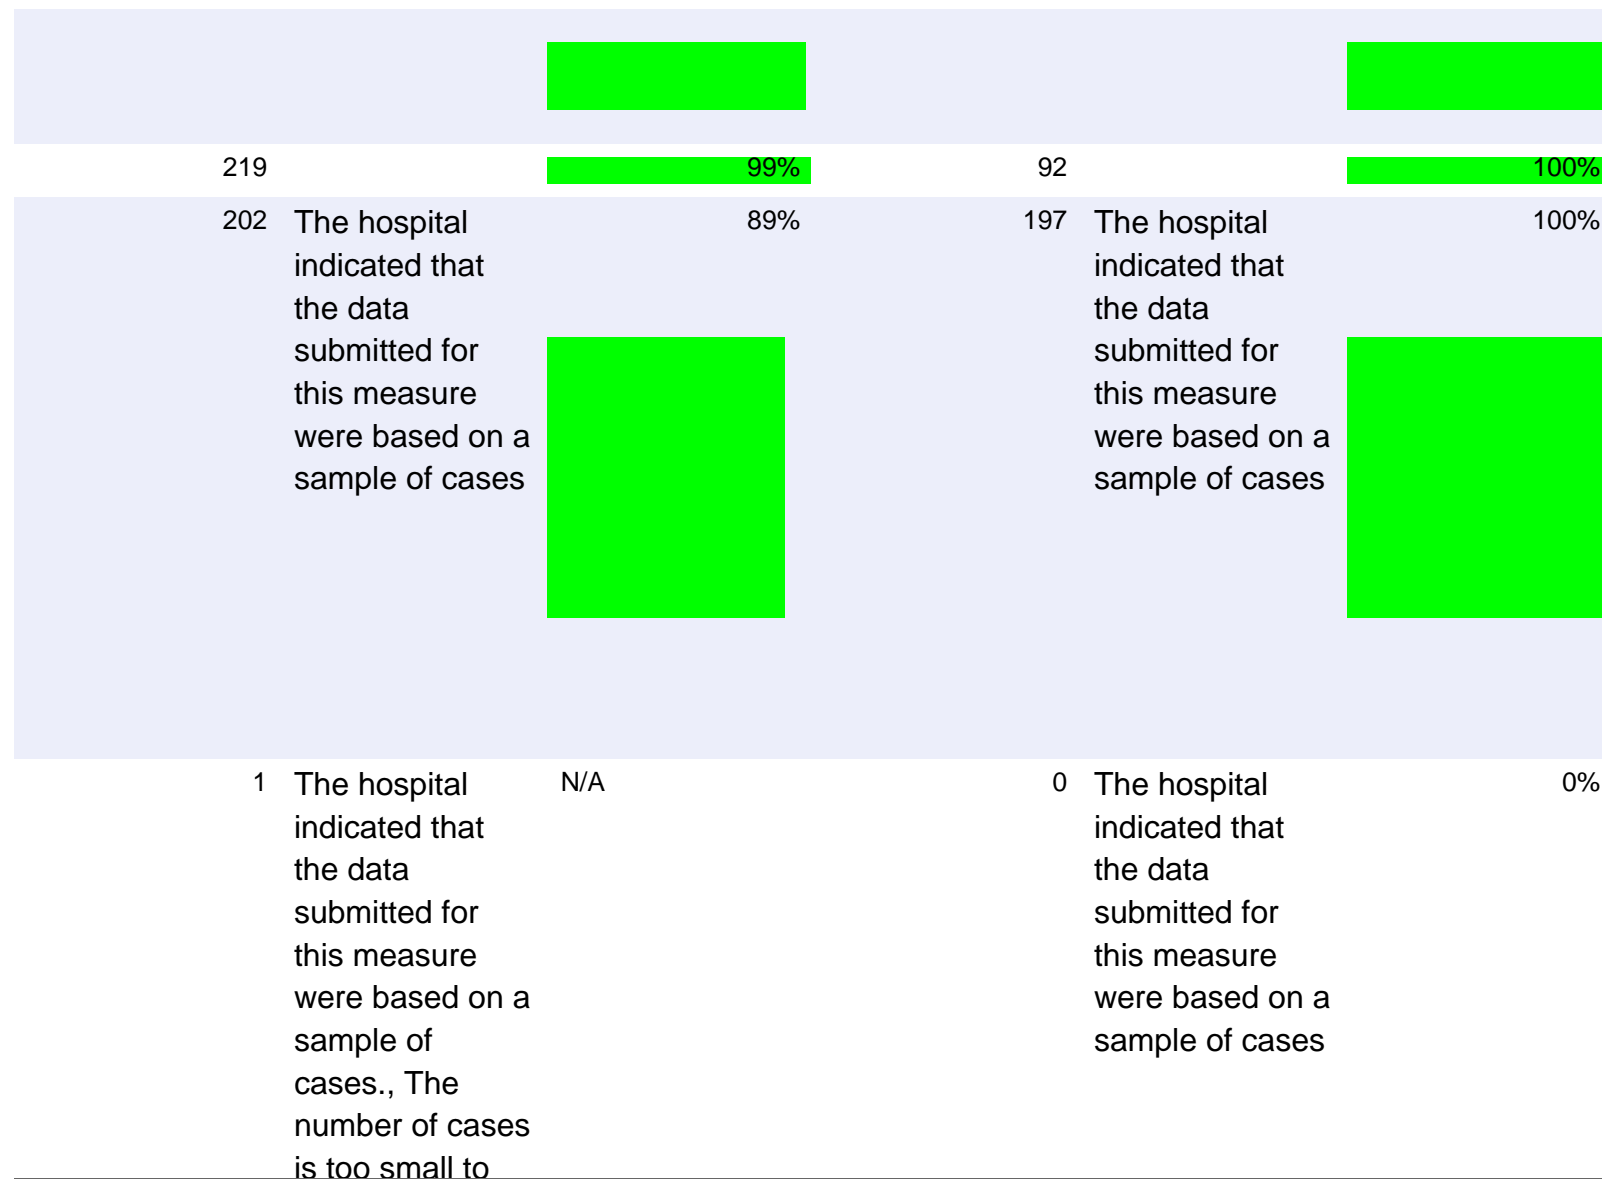 219 99% 92 100%
202 The hospital 89% 197 The hospital 100%
indicated that indicated that
the data the data
submitted for submitted for
this measure this measure
were based on a were based on a
sample of cases sample of cases
1 The hospital N/A 0 The hospital 0%
indicated that indicated that
the data the data
submitted for submitted for
this measure this measure
were based on a were based on a
sample of sample of cases
cases., The
number of cases
is too small to